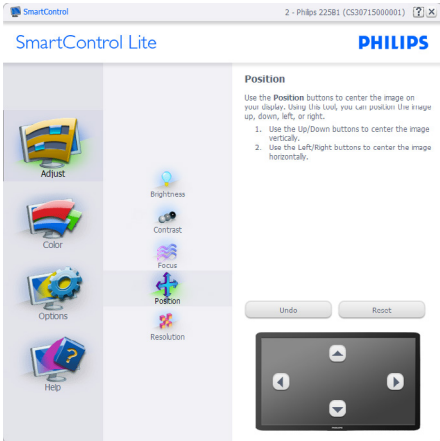 SmartControl
2 - Philips 225B1 (CS30715000001)
SmartControl Lite
PHILIPS
Adjust
Color
Options
Help
Brightness
Contrast
Focus
Position
Resolution
Position
Use the Position buttons to center the image on
your display. Using this tool, you can position the image
up, down, left, or right.
1. Use the Up/Down buttons to center the image
vertically.
2. Use the Left/Right buttons to center the image
horizontally.
Undo
Reset